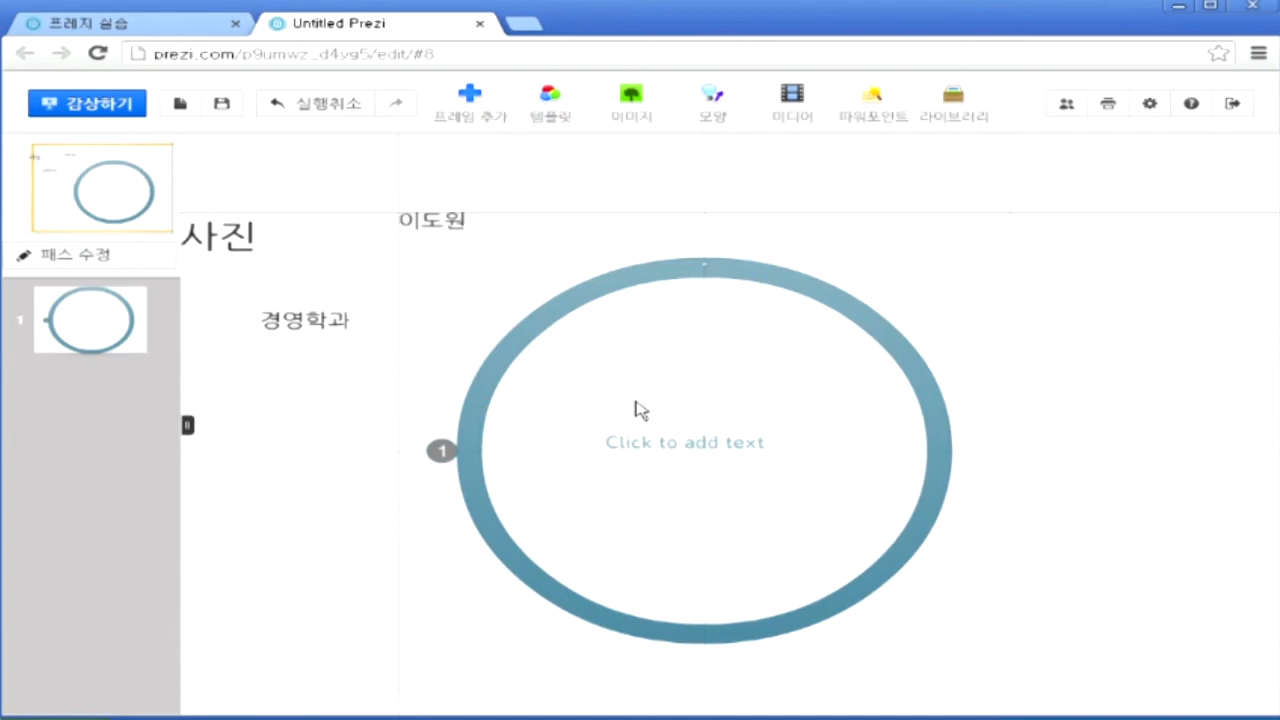 프레지 실습
Untitled Prezi
prezi.com/p9umwz_d4yg5/edit/#8
감상하기
실행취소
프레임 추가
템플릿
이미지
모양
미디어
파워포인트
라이브러리
패스 수정
1
사진
이도원
경영학과
1
Click to add text